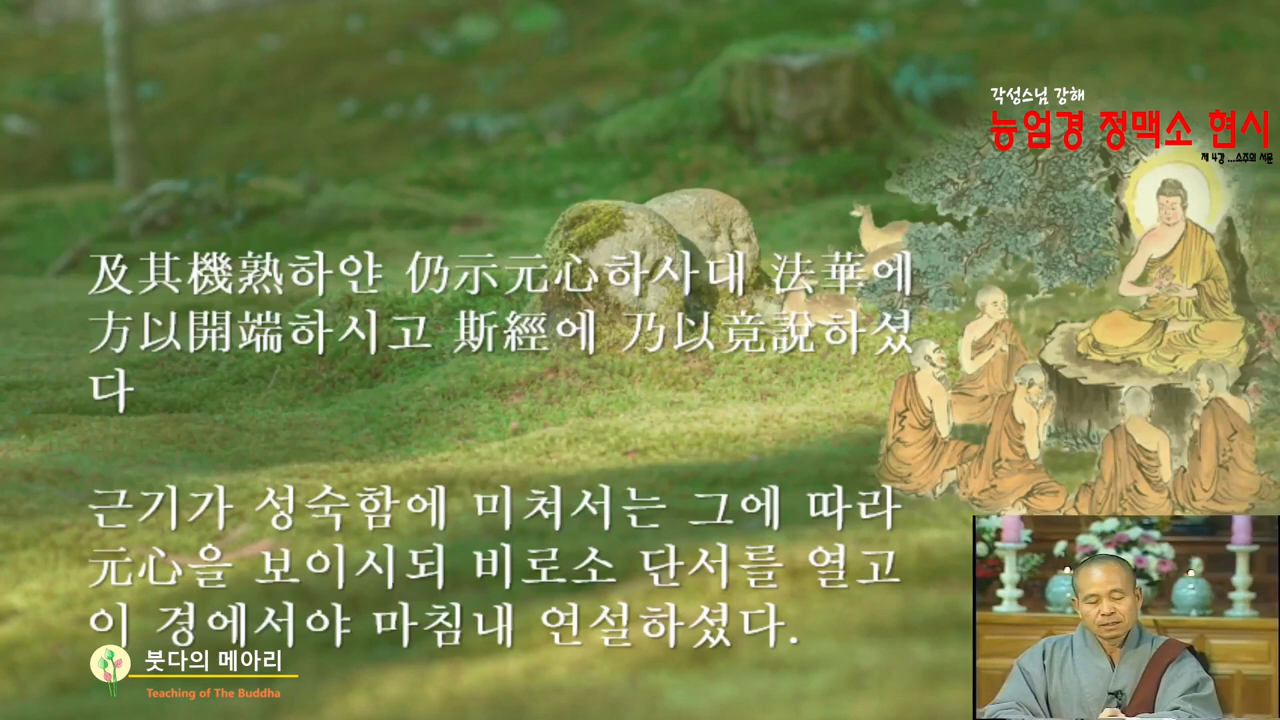 각성스님 강해
능엄경 정맥소 현시
제 4강 ...소주의 서문
及其機熟하얀 仍示元心하사대 法華에
方以開端하시고 斯經에 乃以竟說하셨
다
근기가 성숙함에 미쳐서는 그에 따라
元心을 보이시되 비로소 단서를 열고
이 경에서야 마침내 연설하셨다.
붓다의 메아리
Teaching of The Buddha